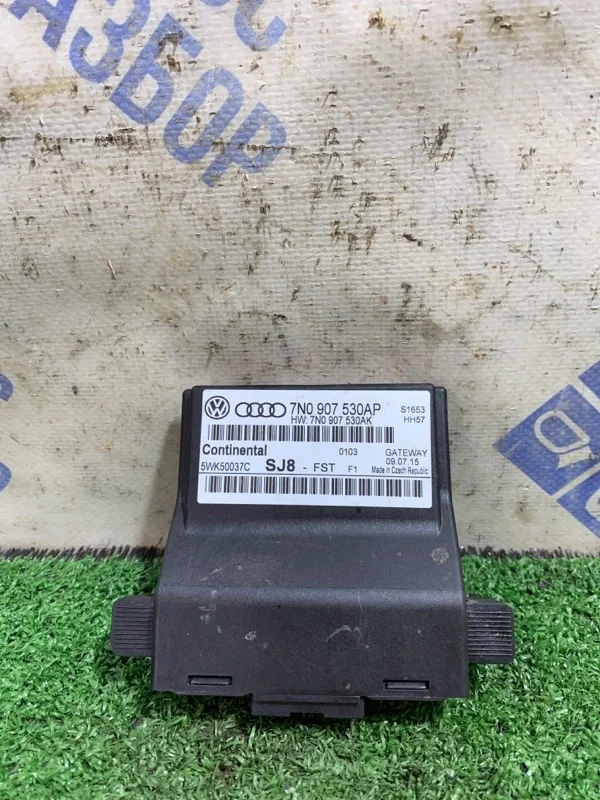 РАЗБОР
7N0 907 530AP
HW: 7N0 907 530AK
S1653
HH57
Continental
0103
GATEWAY
09.07.15
5WK50037C
SJ8 - FST F1
Made in Czech Republic